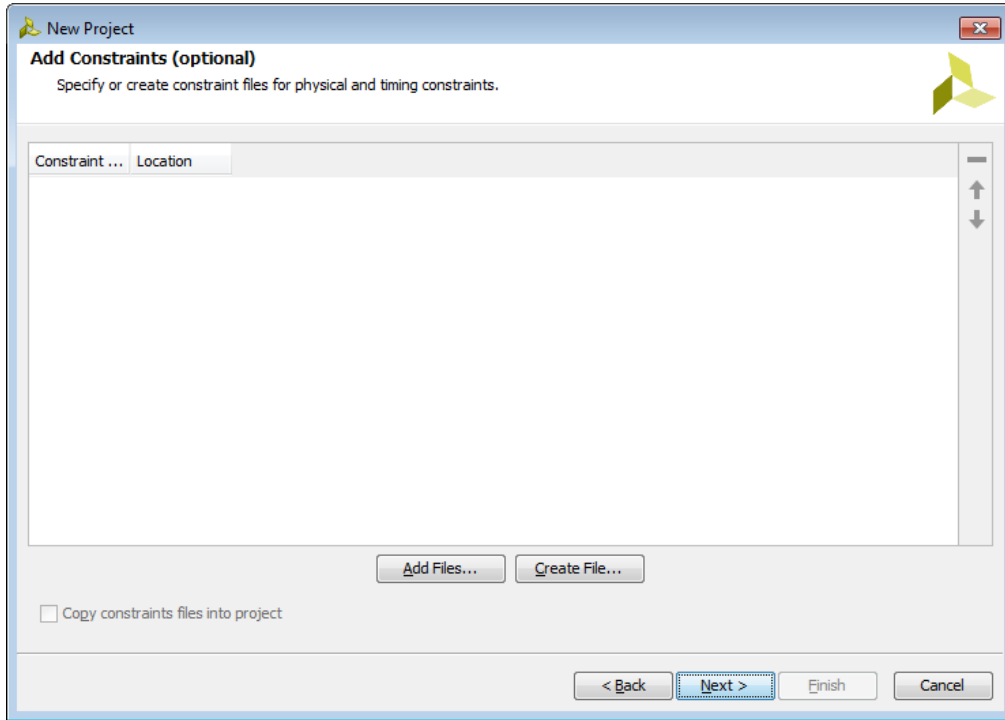 New Project
Add Constraints (optional)
Specify or create constraint files for physical and timing constraints.
Constraint ... Location
Add Files... Create File...
Copy constraints files into project
< Back Next > Finish Cancel